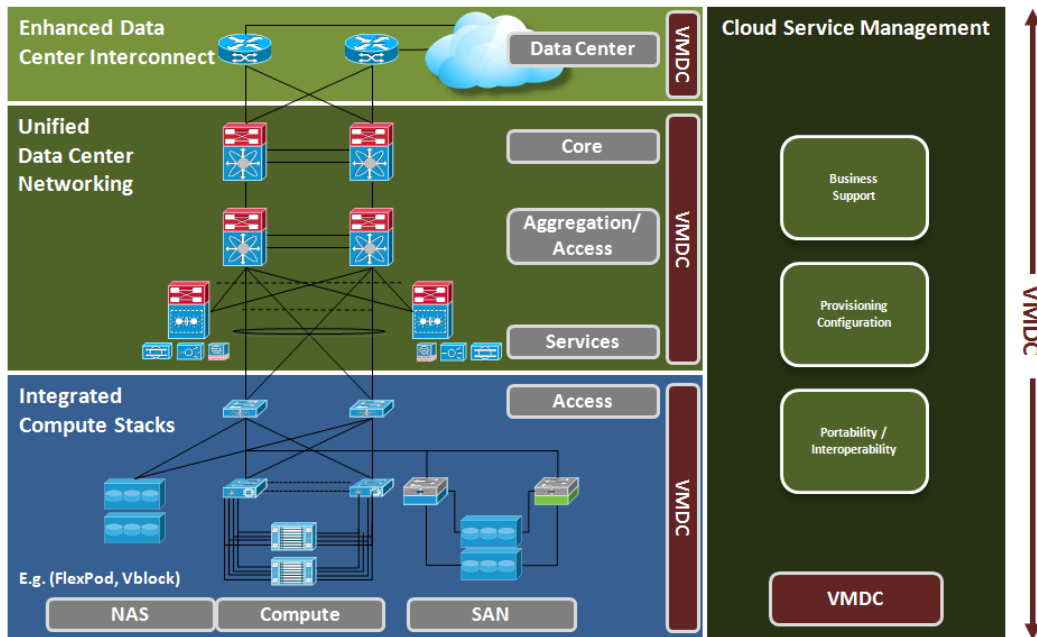 Enhanced Data
Center Interconnect
Data Center
VMDC
Unified
Data Center
Networking
Core
Aggregation/
Access
Services
VMDC
Integrated
Compute Stacks
Access
VMDC
E.g. (FlexPod, Vblock)
NAS
Compute
SAN
Cloud Service Management
Business
Support
Provisioning
Configuration
Portability /
Interoperability
VMDC
VMDC